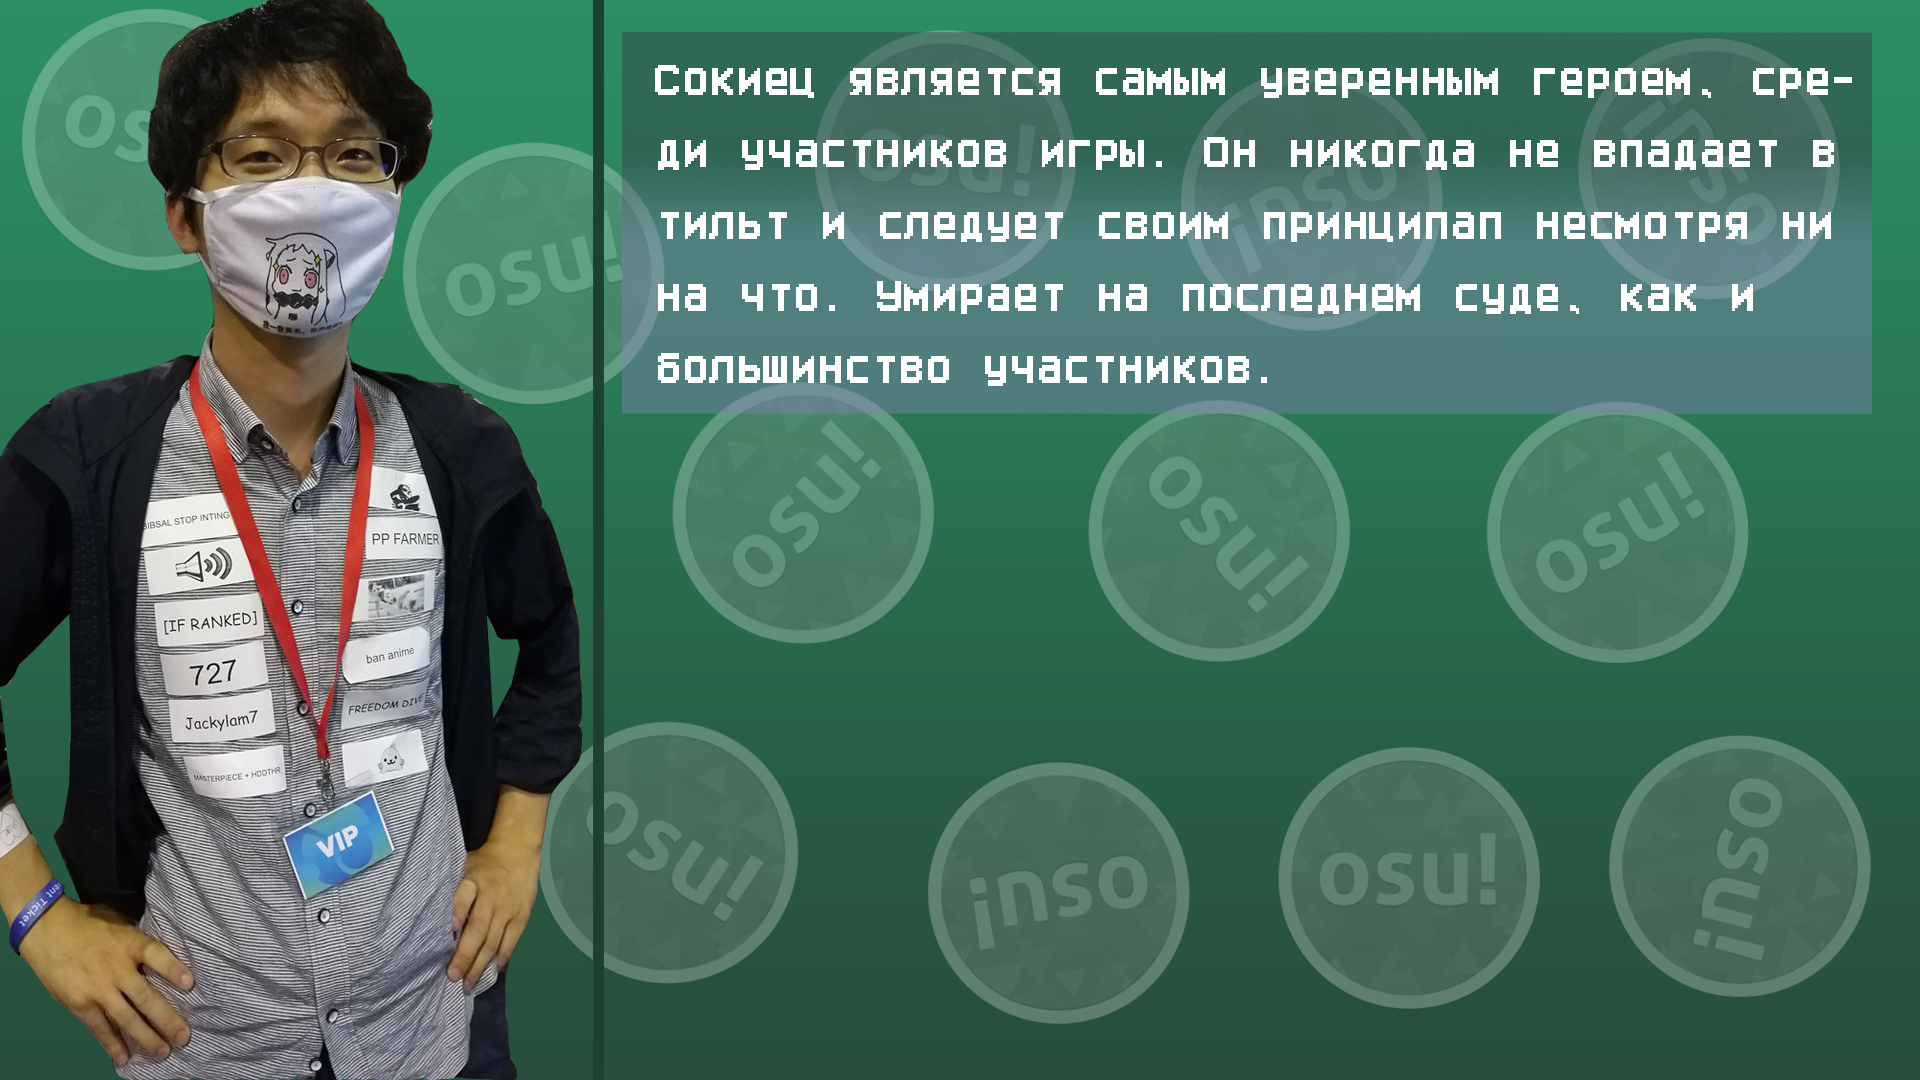 Сокиец является самым уверенным героем, сре-
ди участников игры. Он никогда не впадает в
тильт и следует своим принципап несмотря ни
на что. Умирает на последнем суде, как и
большинство участников.
osu!
osu!
osu!
osu!
osu!
osu!
osu!
osu!
osu!
osu!
osu!
osu!
SIBSAL STOP INTING
PP FARMER
[IF RANKED]
727
ban anime
Jackylam7
FREEDOM DIVE
MASTERPIECE + HDDTHR
VIP
Ticket